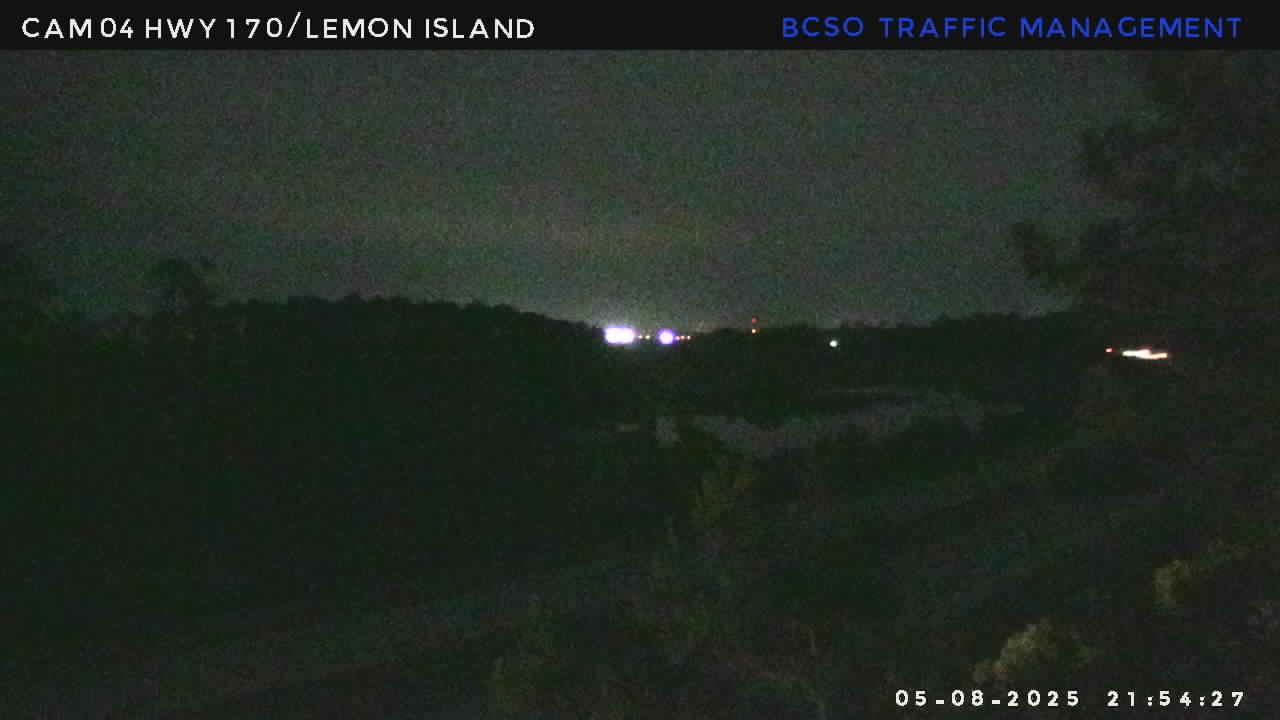 CAM04 HWY 170/LEMON ISLAND
BCSO TRAFFIC MANAGEMENT
05-08-2025 21:54:27